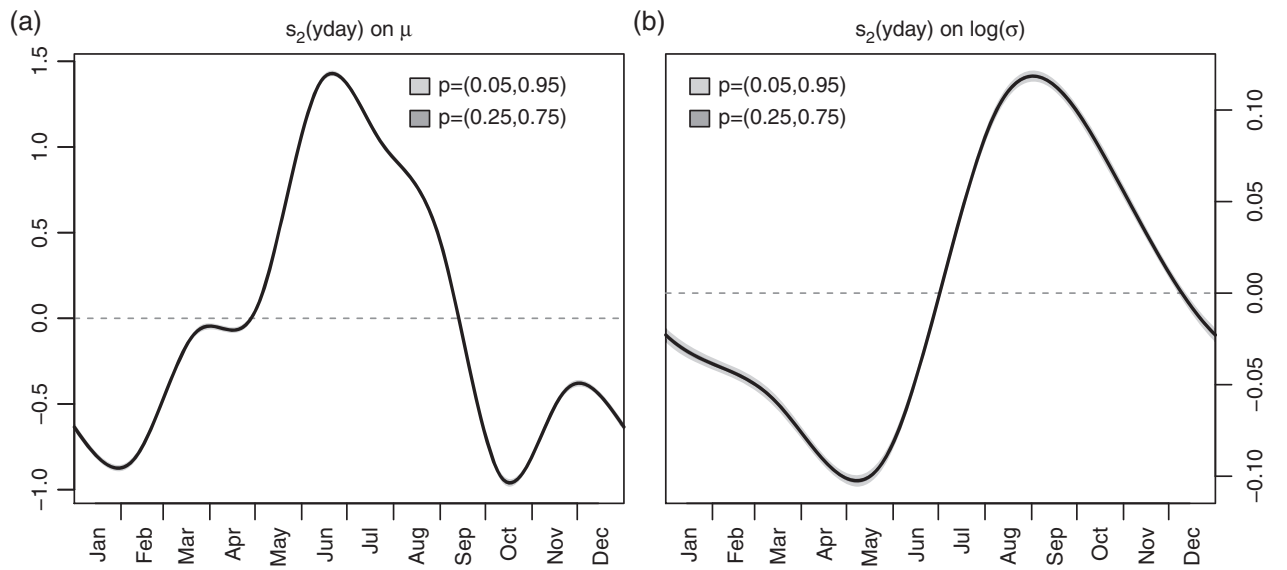 (a)
s₂(yday) on μ
p=(0.05,0.95)
p=(0.25,0.75)
1.5
1.0
0.5
0.0
−0.5
−1.0
Jan Feb Mar Apr May Jun Jul Aug Sep Oct Nov Dec
(b)
s₂(yday) on log(σ)
p=(0.05,0.95)
p=(0.25,0.75)
0.10
0.05
0.00
−0.05
−0.10
Jan Feb Mar Apr May Jun Jul Aug Sep Oct Nov Dec